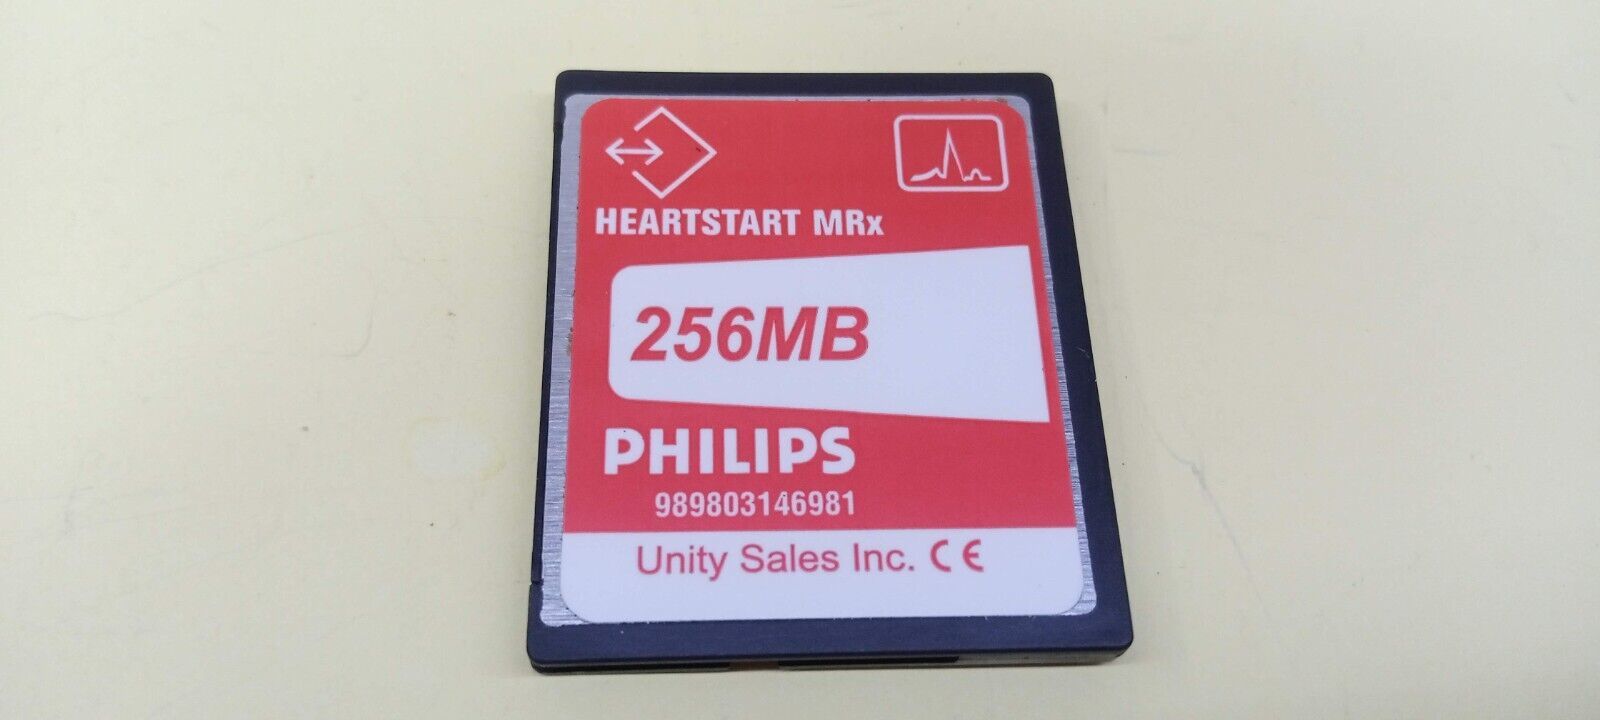 HEARTSTART MRx
256MB
PHILIPS
989803146981
Unity Sales Inc. CE